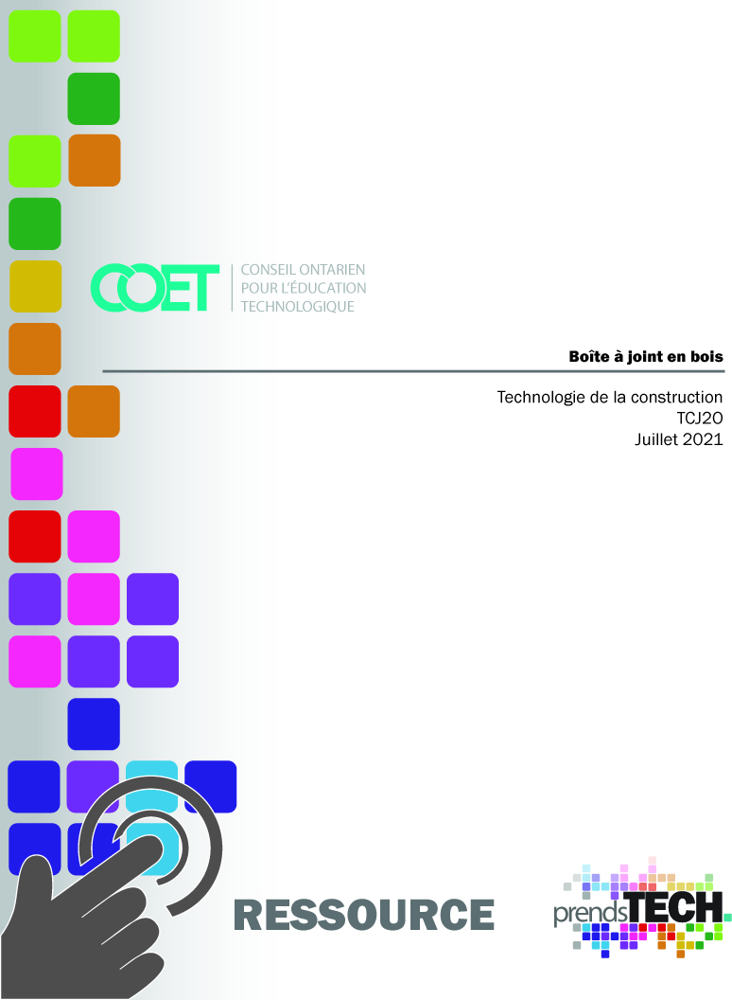 COET
CONSEIL ONTARIEN
POUR L'ÉDUCATION
TECHNOLOGIQUE
Boîte à joint en bois
Technologie de la construction
TCJ2O
Juillet 2021
RESSOURCE
prendsTECH